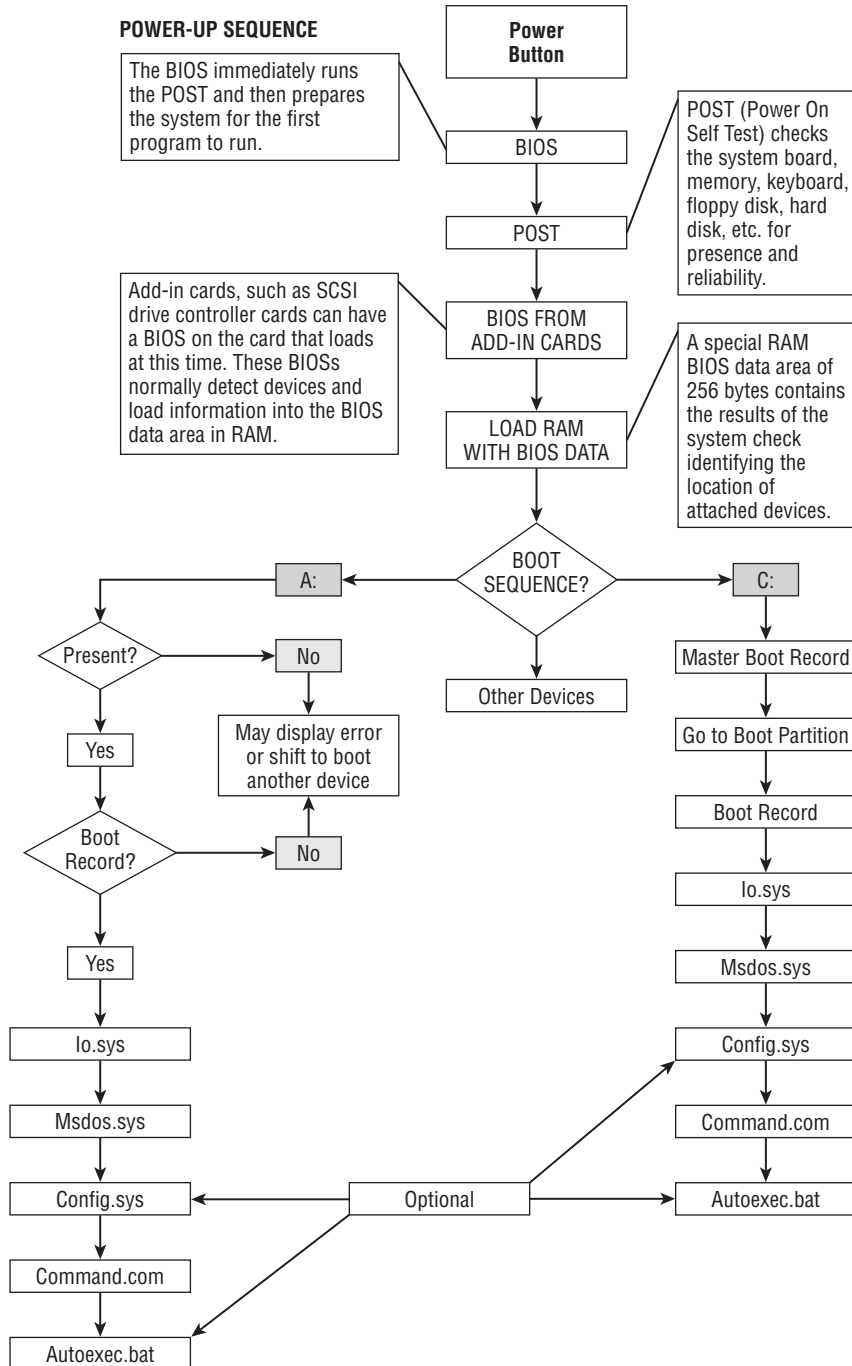 POWER-UP SEQUENCE
Power
Button
The BIOS immediately runs
the POST and then prepares
the system for the first
program to run.
BIOS
POST (Power On
Self Test) checks
the system board,
memory, keyboard,
floppy disk, hard
disk, etc. for
presence and
reliability.
POST
Add-in cards, such as SCSI
drive controller cards can have
a BIOS on the card that loads
at this time. These BIOSs
normally detect devices and
load information into the BIOS
data area in RAM.
BIOS FROM
ADD-IN CARDS
A special RAM
BIOS data area of
256 bytes contains
the results of the
system check
identifying the
location of
attached devices.
LOAD RAM
WITH BIOS DATA
BOOT
SEQUENCE?
A:
C:
Present?
No
Other Devices
Master Boot Record
Yes
May display error
or shift to boot
another device
Go to Boot Partition
Boot
Record?
No
Boot Record
Yes
Io.sys
Msdos.sys
Io.sys
Config.sys
Msdos.sys
Command.com
Config.sys
Optional
Autoexec.bat
Command.com
Autoexec.bat